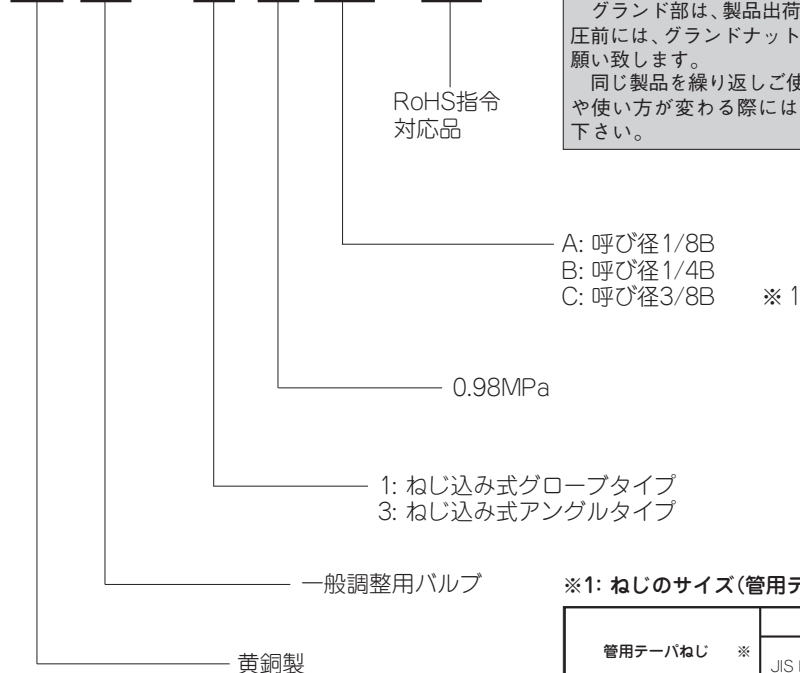 グランド部は、製品出荷
圧前には、グランドナット
願い致します。
同じ製品を繰り返しご使
や使い方が変わる際には
下さい。
RoHS指令
対応品
A: 呼び径1/8B
B: 呼び径1/4B
C: 呼び径3/8B ※1
0.98MPa
1: ねじ込み式グローブタイプ
3: ねじ込み式アングルタイプ
一般調整用バルブ
黄銅製
※1: ねじのサイズ(管用テ
管用テーパねじ ※
JIS